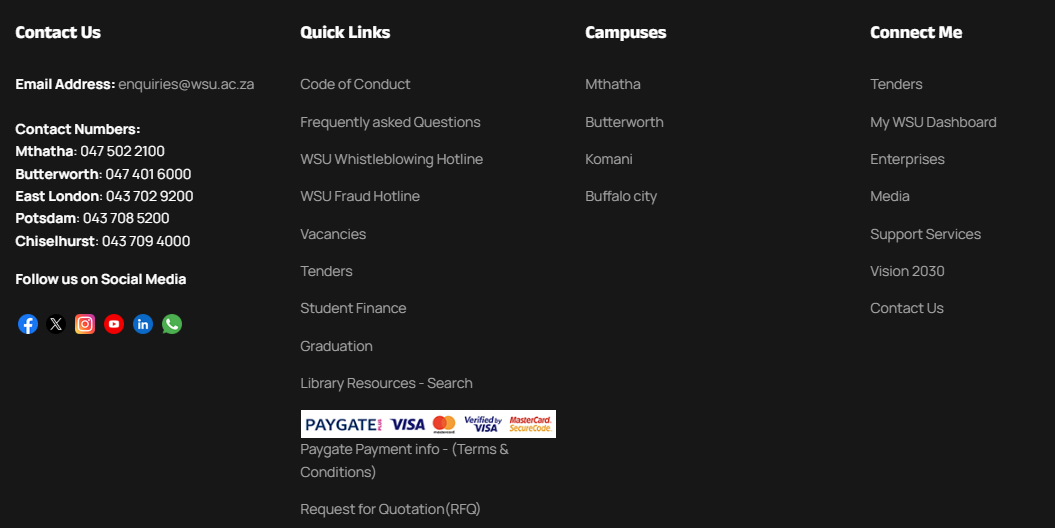 Contact Us
Email Address: enquiries@wsu.ac.za
Contact Numbers:
Mthatha: 047 502 2100
Butterworth: 047 401 6000
East London: 043 702 9200
Potsdam: 043 708 5200
Chiselhurst: 043 709 4000
Follow us on Social Media
Quick Links
Code of Conduct
Frequently asked Questions
WSU Whistleblowing Hotline
WSU Fraud Hotline
Vacancies
Tenders
Student Finance
Graduation
Library Resources - Search
PAYGATE PLUS VISA mastercard Verified by VISA MasterCard. SecureCode.
Paygate Payment info - (Terms &
Conditions)
Request for Quotation(RFQ)
Campuses
Mthatha
Butterworth
Komani
Buffalo city
Connect Me
Tenders
My WSU Dashboard
Enterprises
Media
Support Services
Vision 2030
Contact Us